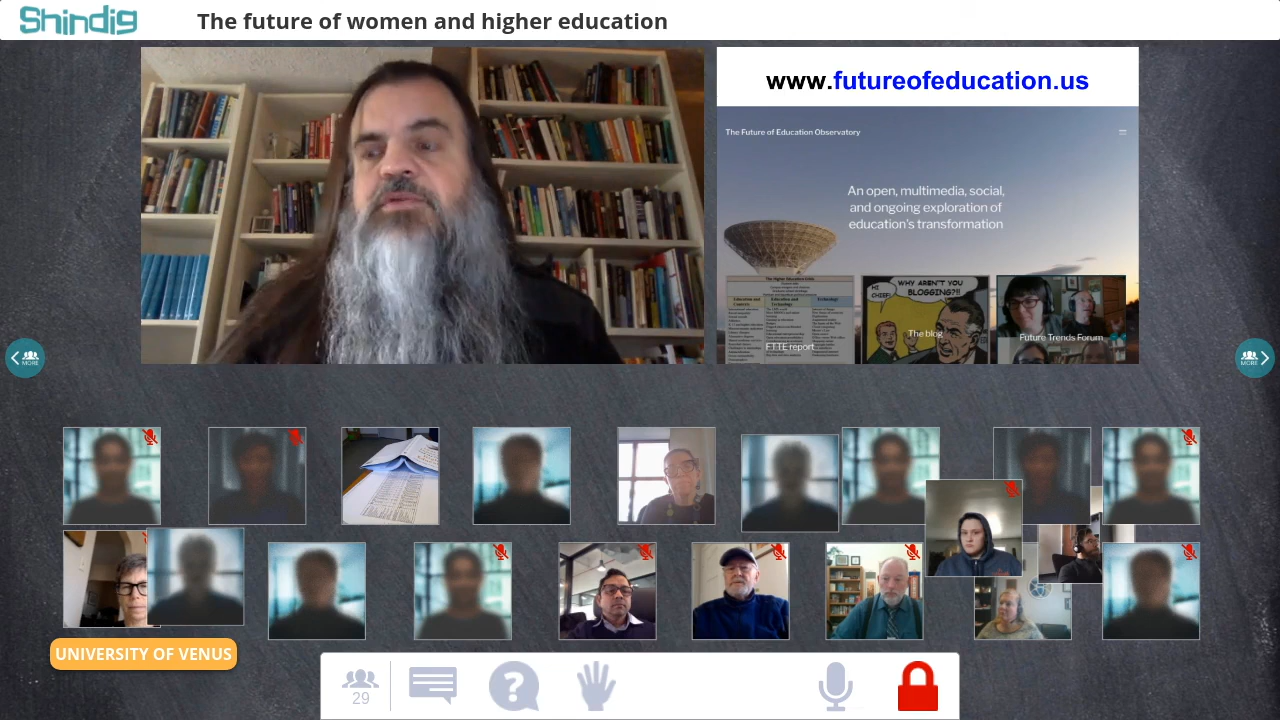 Shindig
The future of women and higher education
www.futureofeducation.us
The Future of Education Observatory
An open, multimedia, social,
and ongoing exploration of
education's transformation
HI
CHIEF!
WHY AREN'T YOU
BLOGGING?!!
FTTE report
The blog
Future Trends Forum
MORE
MORE
UNIVERSITY OF VENUS
29